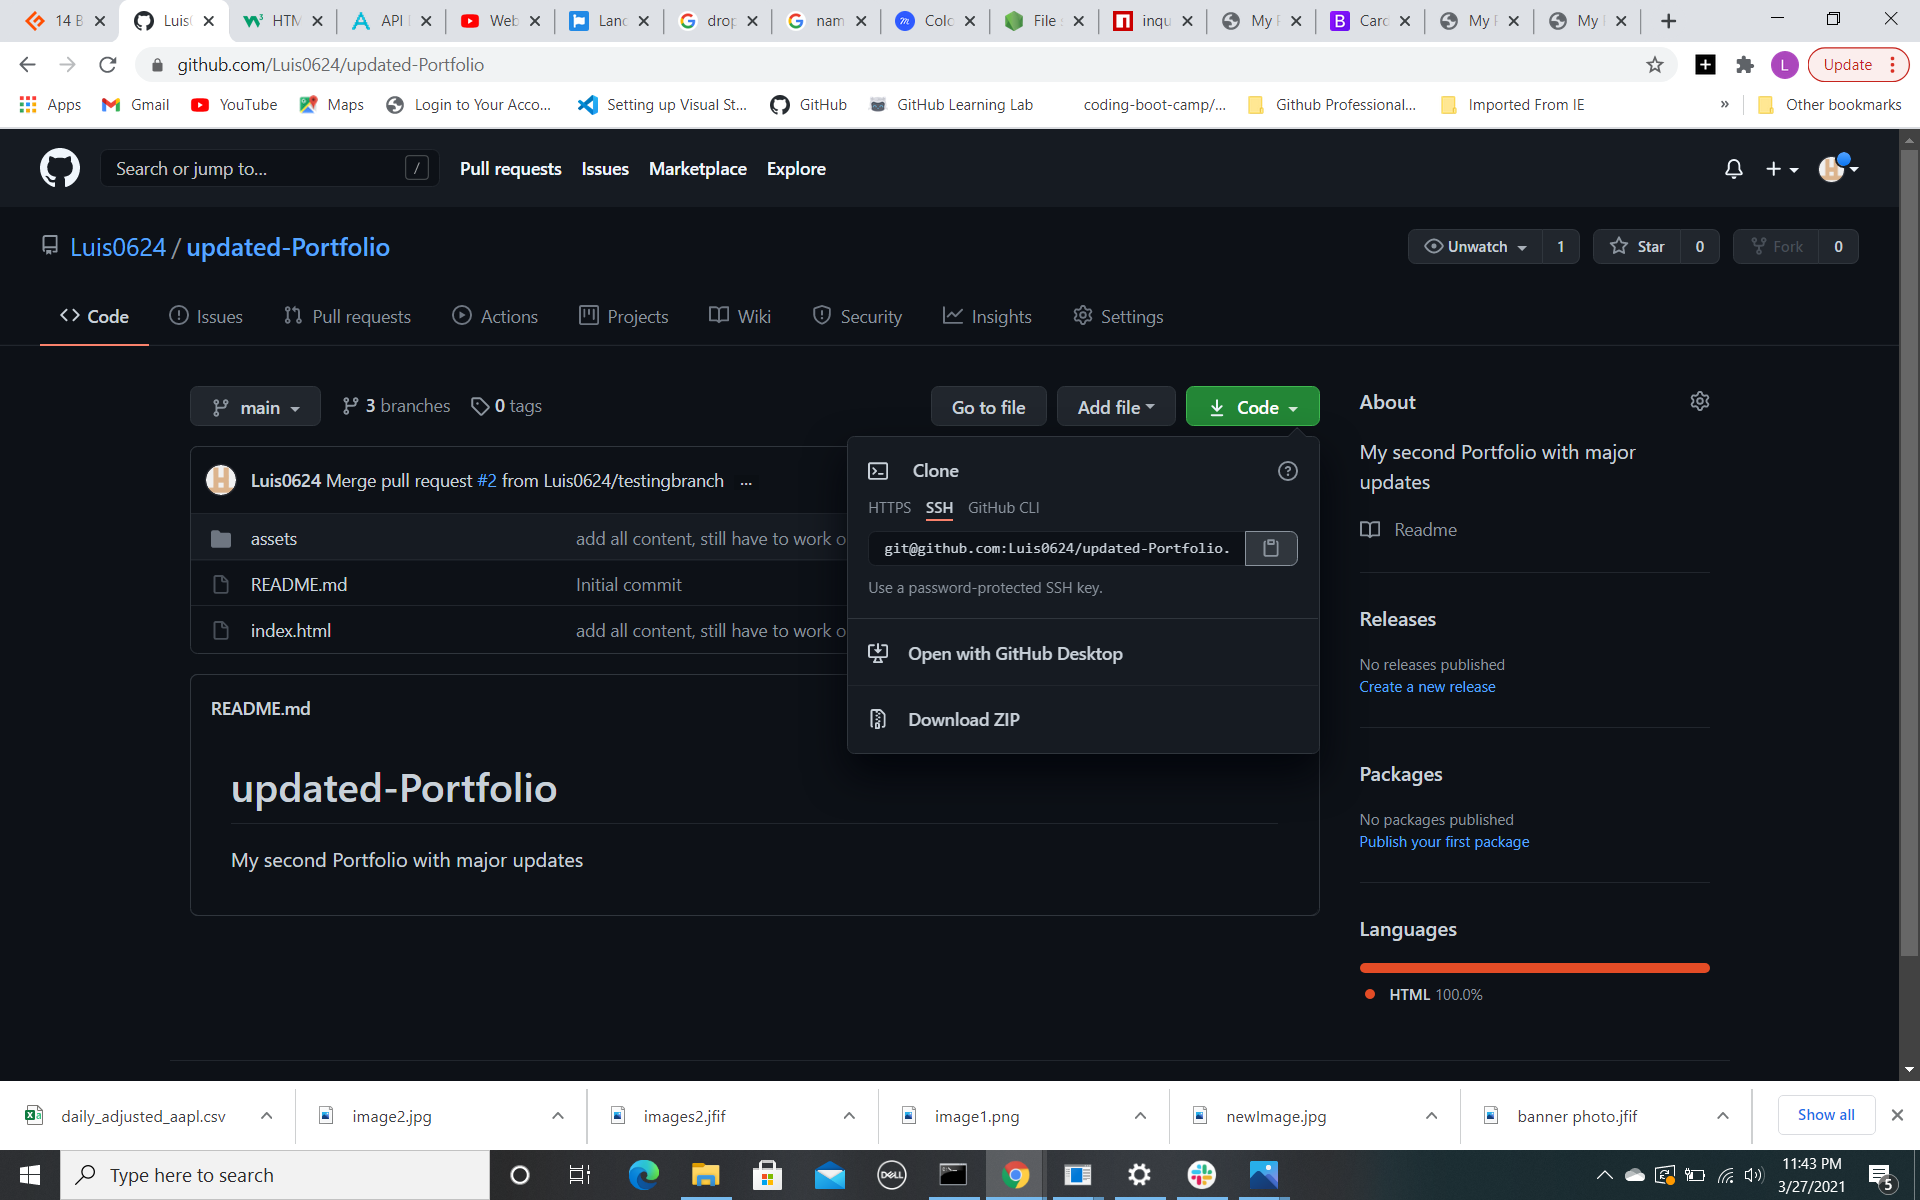 14 B
Luis
HTM
API
Web
Lanc
drop
nam
Colo
File
inqu
My
Card
My
My
github.com/Luis0624/updated-Portfolio
L
Update
Apps
Gmail
YouTube
Maps
Login to Your Acco...
Setting up Visual St...
GitHub
GitHub Learning Lab
coding-boot-camp/...
Github Professional...
Imported From IE
»
Other bookmarks
Search or jump to...
/
Pull requests
Issues
Marketplace
Explore
Luis0624 / updated-Portfolio
Unwatch
1
Star
0
Fork
0
Code
Issues
Pull requests
Actions
Projects
Wiki
Security
Insights
Settings
main
3 branches
0 tags
Go to file
Add file
Code
Luis0624 Merge pull request #2 from Luis0624/testingbranch ...
assets
add all content, still have to work o
README.md
Initial commit
index.html
add all content, still have to work o
Clone
HTTPS
SSH
GitHub CLI
git@github.com:Luis0624/updated-Portfolio.
Use a password-protected SSH key.
Open with GitHub Desktop
Download ZIP
README.md
updated-Portfolio
My second Portfolio with major updates
About
My second Portfolio with major
updates
Readme
Releases
No releases published
Create a new release
Packages
No packages published
Publish your first package
Languages
HTML 100.0%
daily_adjusted_aapl.csv
image2.jpg
images2.jfif
image1.png
newImage.jpg
banner photo.jfif
Show all
Type here to search
DELL
11:43 PM
3/27/2021
5